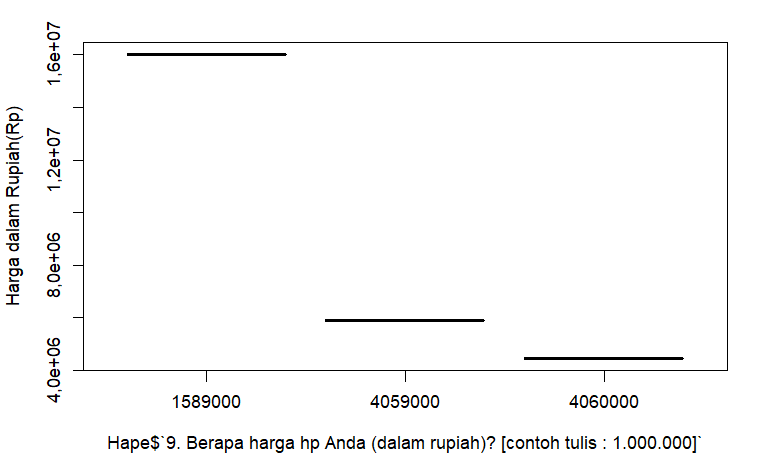 Harga dalam Rupiah(Rp)
1,6e+07
1,2e+07
8,0e+06
4,0e+06
1589000 4059000 4060000
Hape$`9. Berapa harga hp Anda (dalam rupiah)? [contoh tulis : 1.000.000]`